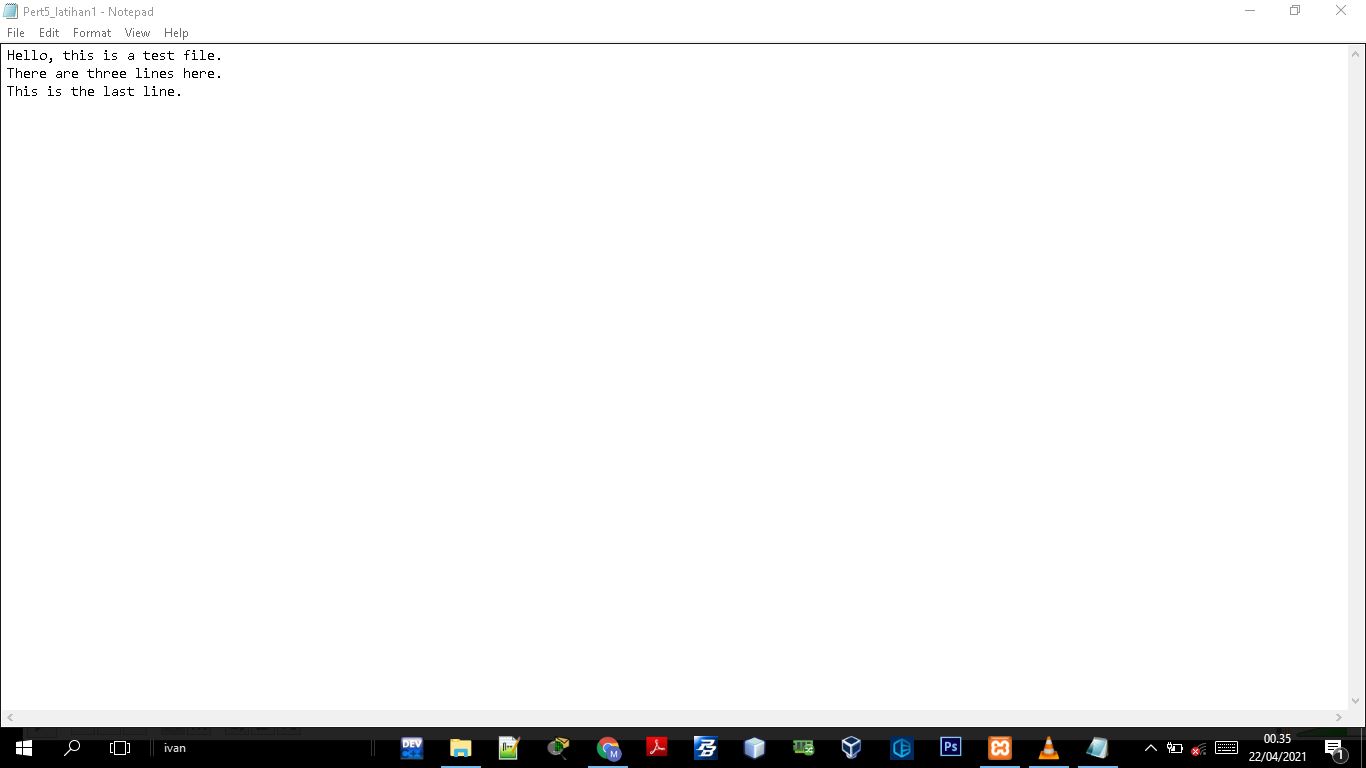 Pert5_latihan1 - Notepad
File Edit Format View Help
Hello, this is a test file.
There are three lines here.
This is the last line.
ivan
DEV
M
Ps
00.35
22/04/2021
1